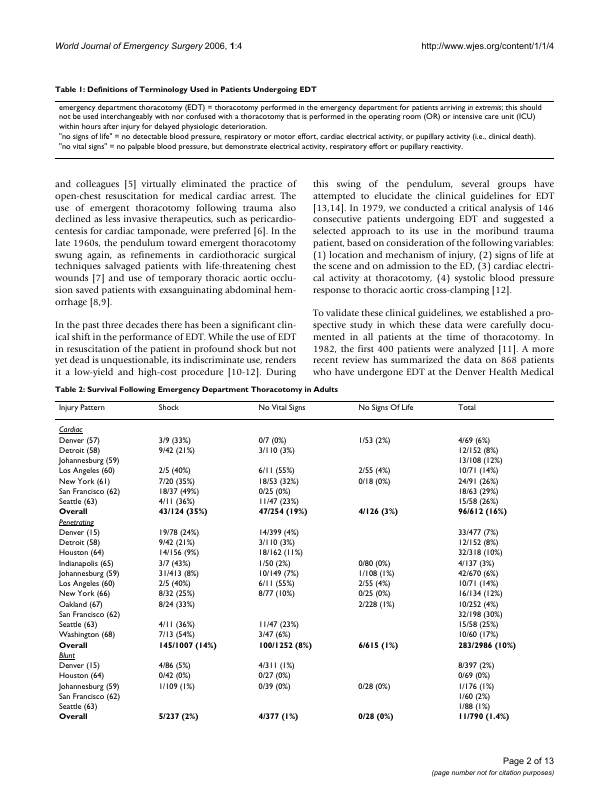 World Journal of Emergency Surgery 2006, 1:4
http://www.wjes.org/content/1/1/4
Table 1: Definitions of Terminology Used in Patients Undergoing EDT
emergency department thoracotomy (EDT) = thoracotomy performed in the emergency department for patients arriving in extremis; this should
not be used interchangeably with nor confused with a thoracotomy that is performed in the operating room (OR) or intensive care unit (ICU)
within hours after injury for delayed physiologic deterioration.
"no signs of life" = no detectable blood pressure, respiratory or motor effort, cardiac electrical activity, or pupillary activity (i.e., clinical death).
"no vital signs" = no palpable blood pressure, but demonstrate electrical activity, respiratory effort or pupillary reactivity.
and colleagues [5] virtually eliminated the practice of
open-chest resuscitation for medical cardiac arrest. The
use of emergent thoracotomy following trauma also
declined as less invasive therapeutics, such as pericardio-
centesis for cardiac tamponade, were preferred [6]. In the
late 1960s, the pendulum toward emergent thoracotomy
swung again, as refinements in cardiothoracic surgical
techniques salvaged patients with life-threatening chest
wounds [7] and use of temporary thoracic aortic occlu-
sion saved patients with exsanguinating abdominal hem-
orrhage [8,9].
In the past three decades there has been a significant clin-
ical shift in the performance of EDT. While the use of EDT
in resuscitation of the patient in profound shock but not
yet dead is unquestionable, its indiscriminate use, renders
it a low-yield and high-cost procedure [10-12]. During
this swing of the pendulum, several groups have
attempted to elucidate the clinical guidelines for EDT
[13,14]. In 1979, we conducted a critical analysis of 146
consecutive patients undergoing EDT and suggested a
selected approach to its use in the moribund trauma
patient, based on consideration of the following variables:
(1) location and mechanism of injury, (2) signs of life at
the scene and on admission to the ED, (3) cardiac electri-
cal activity at thoracotomy, (4) systolic blood pressure
response to thoracic aortic cross-clamping [12].
To validate these clinical guidelines, we established a pro-
spective study in which these data were carefully docu-
mented in all patients at the time of thoracotomy. In
1982, the first 400 patients were analyzed [11]. A more
recent review has summarized the data on 868 patients
who have undergone EDT at the Denver Health Medical
Table 2: Survival Following Emergency Department Thoracotomy in Adults
Injury Pattern Shock No Vital Signs No Signs Of Life Total
Cardiac
Denver (57) 3/9 (33%) 0/7 (0%) 1/53 (2%) 4/69 (6%)
Detroit (58) 9/42 (21%) 3/110 (3%) 12/152 (8%)
Johannesburg (59) 13/108 (12%)
Los Angeles (60) 2/5 (40%) 6/11 (55%) 2/55 (4%) 10/71 (14%)
New York (61) 7/20 (35%) 18/53 (32%) 0/18 (0%) 24/91 (26%)
San Francisco (62) 18/37 (49%) 0/25 (0%) 18/63 (29%)
Seattle (63) 4/11 (36%) 11/47 (23%) 15/58 (26%)
Overall 43/124 (35%) 47/254 (19%) 4/126 (3%) 96/612 (16%)
Penetrating
Denver (15) 19/78 (24%) 14/399 (4%) 33/477 (7%)
Detroit (58) 9/42 (21%) 3/110 (3%) 12/152 (8%)
Houston (64) 14/156 (9%) 18/162 (11%) 32/318 (10%)
Indianapolis (65) 3/7 (43%) 1/50 (2%) 0/80 (0%) 4/137 (3%)
Johannesburg (59) 31/413 (8%) 10/149 (7%) 1/108 (1%) 42/670 (6%)
Los Angeles (60) 2/5 (40%) 6/11 (55%) 2/55 (4%) 10/71 (14%)
New York (66) 8/32 (25%) 8/77 (10%) 0/25 (0%) 16/134 (12%)
Oakland (67) 8/24 (33%) 2/228 (1%) 10/252 (4%)
San Francisco (62) 32/198 (30%)
Seattle (63) 4/11 (36%) 11/47 (23%) 15/58 (25%)
Washington (68) 7/13 (54%) 3/47 (6%) 10/60 (17%)
Overall 145/1007 (14%) 100/1252 (8%) 6/615 (1%) 283/2986 (10%)
Blunt
Denver (15) 4/86 (5%) 4/311 (1%) 8/397 (2%)
Houston (64) 0/42 (0%) 0/27 (0%) 0/69 (0%)
Johannesburg (59) 1/109 (1%) 0/39 (0%) 0/28 (0%) 1/176 (1%)
San Francisco (62) 1/60 (2%)
Seattle (63) 1/88 (1%)
Overall 5/237 (2%) 4/377 (1%) 0/28 (0%) 11/790 (1.4%)
Page 2 of 13
(page number not for citation purposes)